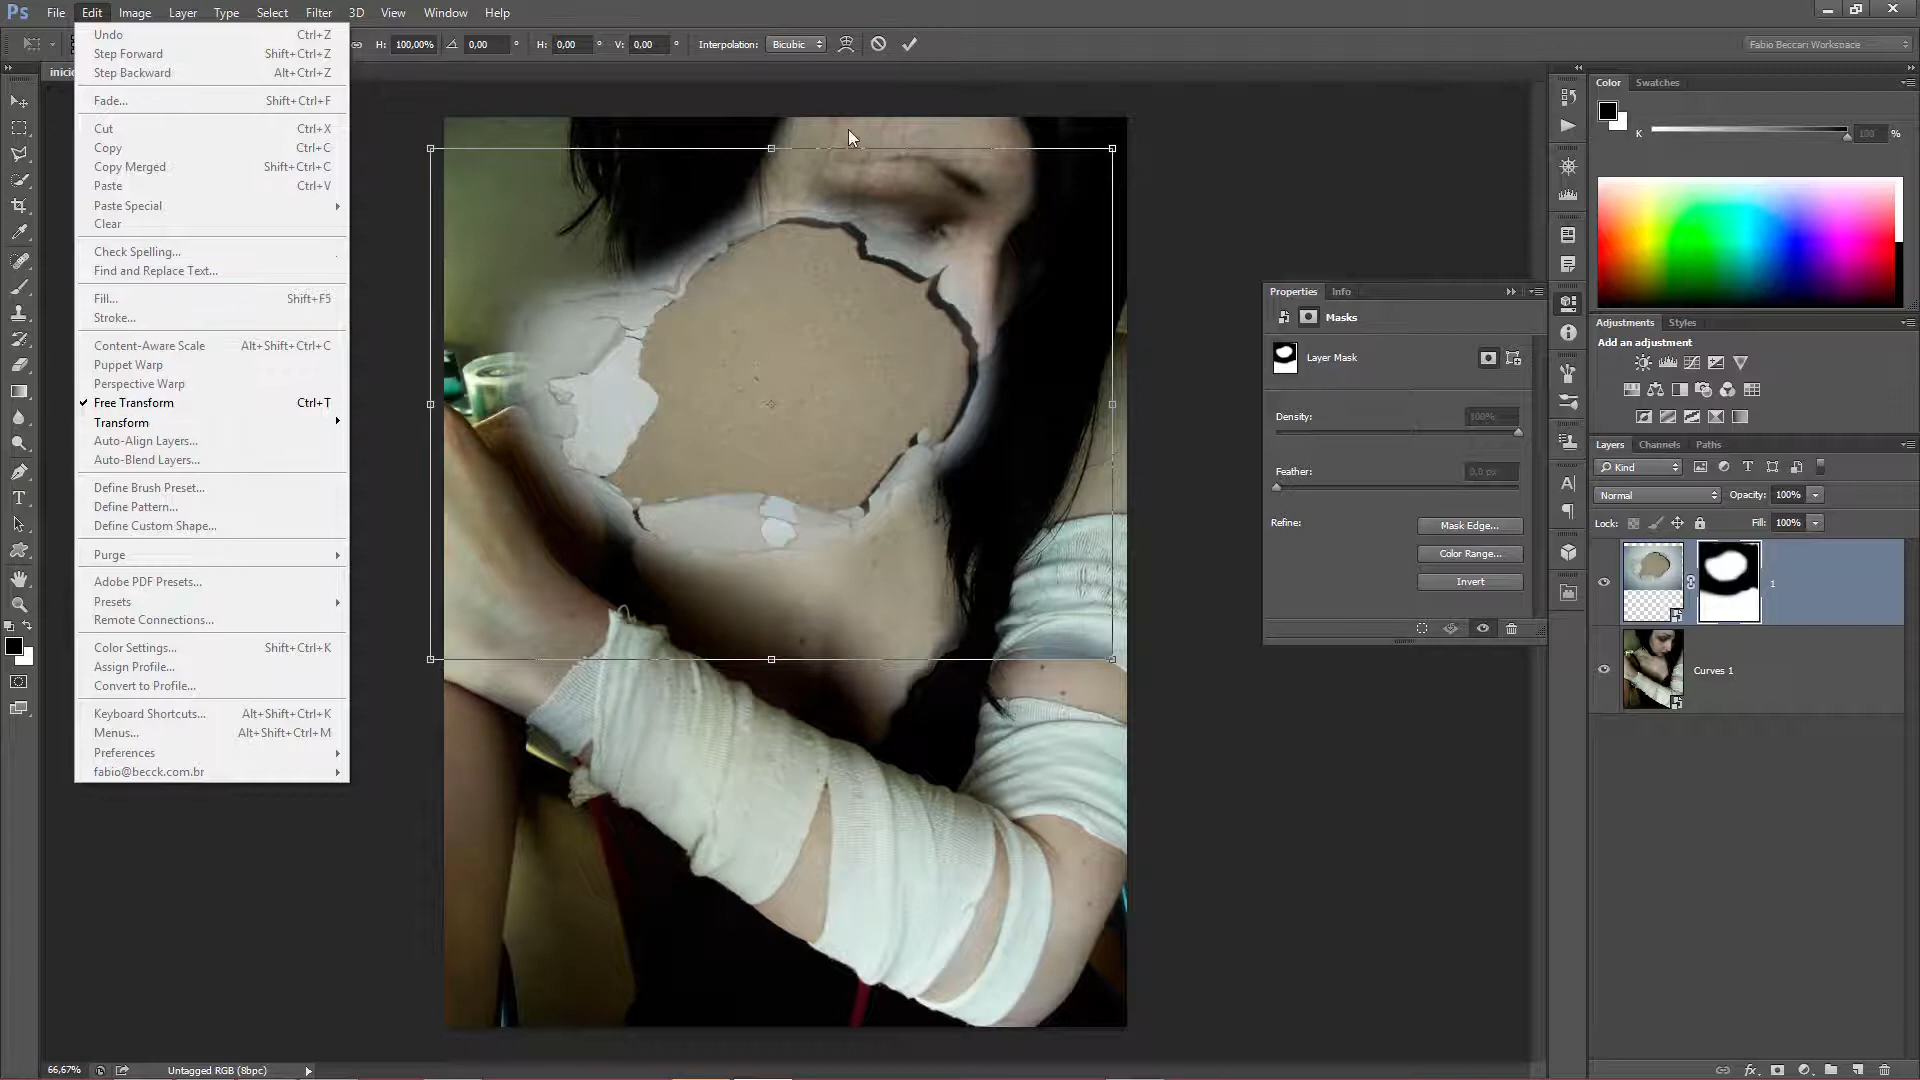 Ps File Edit Image Layer Type Select Filter 3D View Window Help
H: 100,00% 0,00 ° H: 0,00 ° V: 0,00 ° Interpolation: Bicubic Fabio Beccari Workspace
Undo Ctrl+Z
Step Forward Shift+Ctrl+Z
Step Backward Alt+Ctrl+Z
Fade... Shift+Ctrl+F
Cut Ctrl+X
Copy Ctrl+C
Copy Merged Shift+Ctrl+C
Paste Ctrl+V
Paste Special
Clear
Check Spelling...
Find and Replace Text...
Fill... Shift+F5
Stroke...
Content-Aware Scale Alt+Shift+Ctrl+C
Puppet Warp
Perspective Warp
Free Transform Ctrl+T
Transform
Auto-Align Layers...
Auto-Blend Layers...
Define Brush Preset...
Define Pattern...
Define Custom Shape...
Purge
Adobe PDF Presets...
Presets
Remote Connections...
Color Settings... Shift+Ctrl+K
Assign Profile...
Convert to Profile...
Keyboard Shortcuts... Alt+Shift+Ctrl+K
Menus... Alt+Shift+Ctrl+M
Preferences
fabio@becck.com.br
Properties Info
Masks
Layer Mask
Density: 100%
Feather: 0,0 px
Refine: Mask Edge...
Color Range...
Invert
Color Swatches
K 100 %
Adjustments Styles
Add an adjustment
Layers Channels Paths
Kind
Normal Opacity: 100%
Lock: Fill: 100%
1
Curves 1
66,67% Untagged RGB (8bpc)